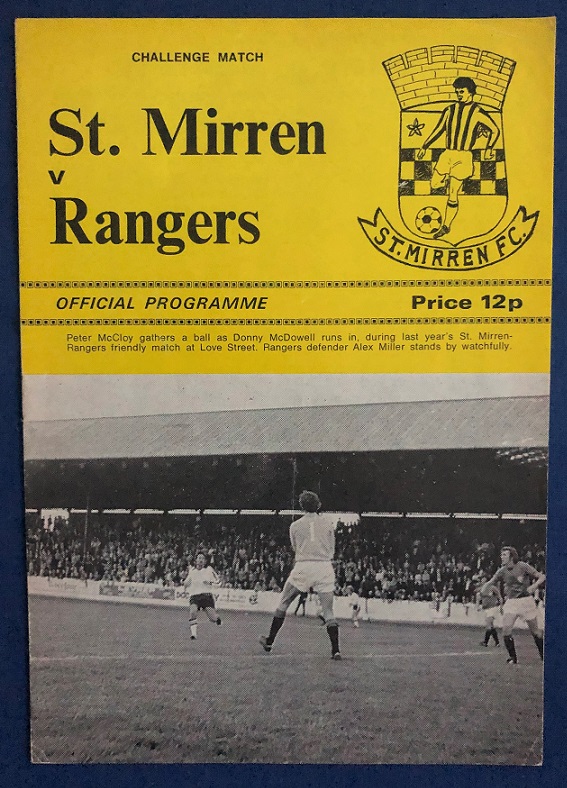 CHALLENGE MATCH
St. Mirren
v
Rangers
ST. MIRREN F.C.
OFFICIAL PROGRAMME
Price 12p
Peter McCloy gathers a ball as Donny McDowell runs in, during last year's St. Mirren-
Rangers friendly match at Love Street. Rangers defender Alex Miller stands by watchfully.
1